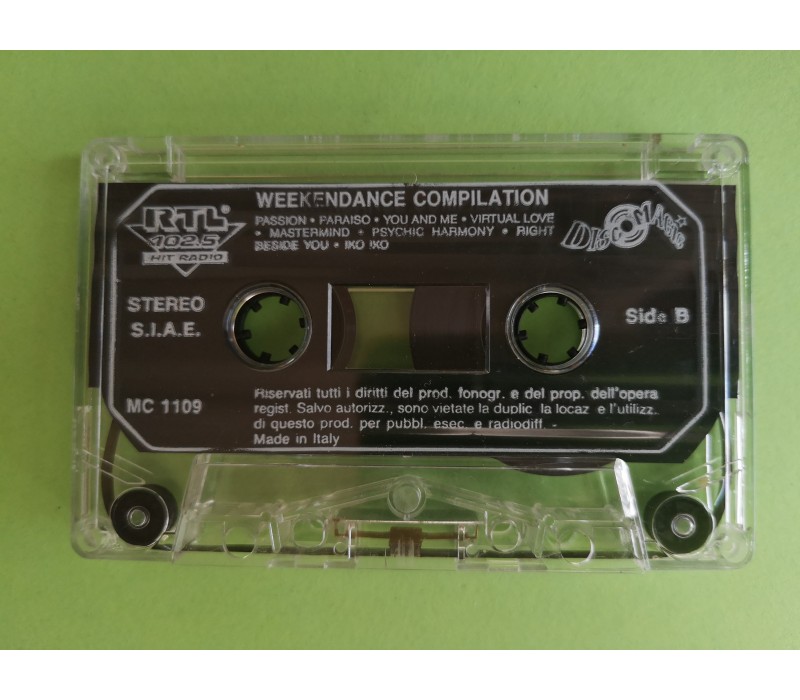 WEEKENDANCE COMPILATION
RTL®
102.5
HIT RADIO
PASSION • PARAISO • YOU AND ME • VIRTUAL LOVE
• MASTERMIND • PSYCHIC HARMONY • RIGHT
BESIDE YOU • IKO IKO
DISCOMAGIC
STEREO
S.I.A.E.
Side B
MC 1109
Riservati tutti i diritti del prod. fonogr. e del prop. dell'opera
regist. Salvo autorizz., sono vietate la duplic. la locaz. e l'utilizz.
di questo prod. per pubbl. esec. e radiodiff. -
Made in Italy